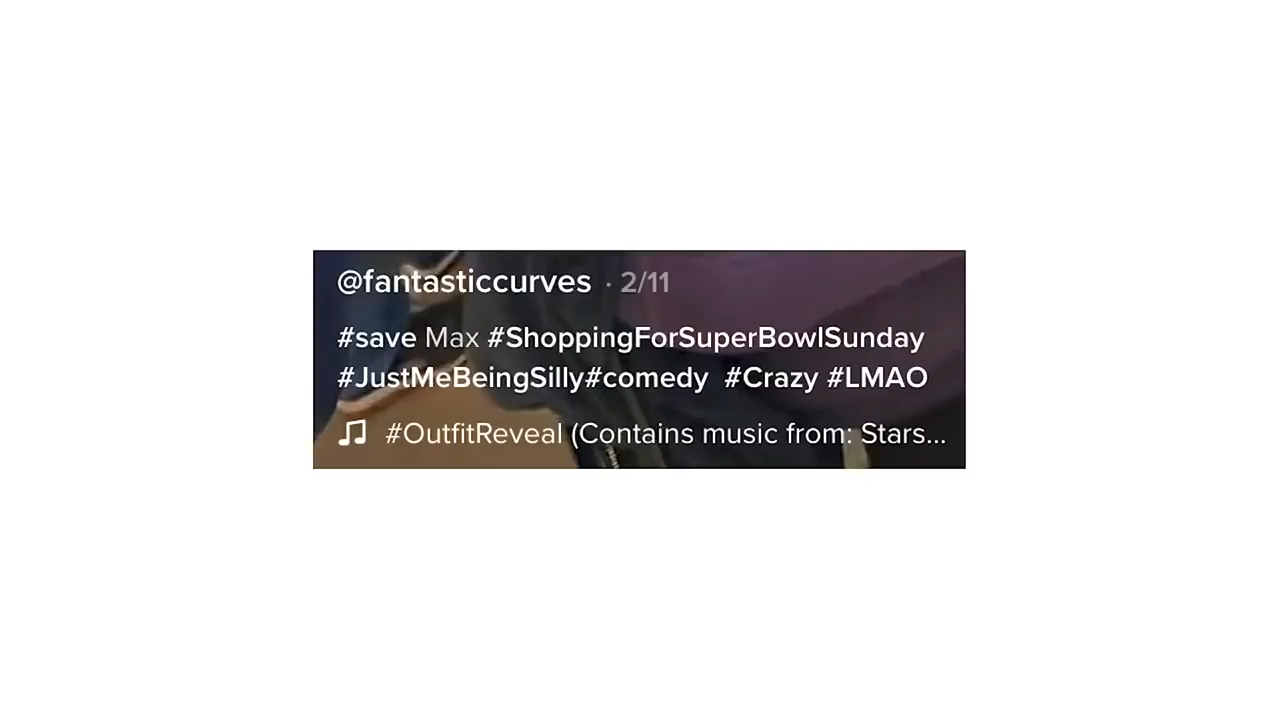 @fantasticcurves · 2/11
#save Max #ShoppingForSuperBowlSunday
#JustMeBeingSilly#comedy #Crazy #LMAO
#OutfitReveal (Contains music from: Stars...